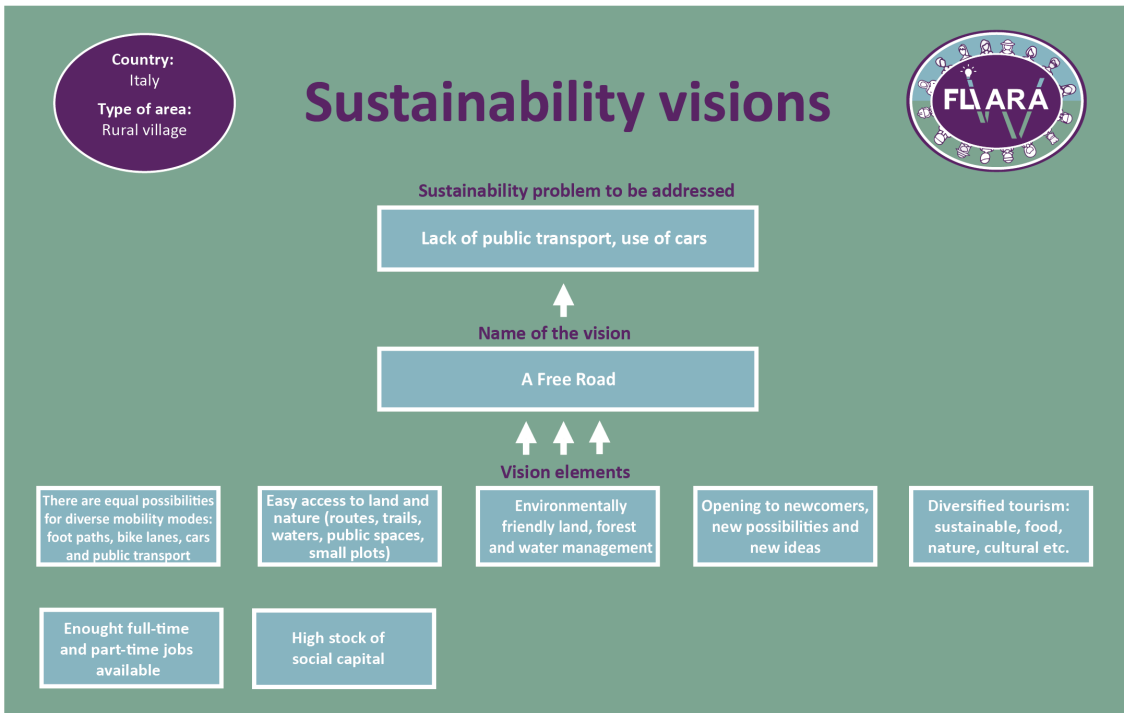 Country:
Italy
Type of area:
Rural village
Sustainability visions
FLIARA
Sustainability problem to be addressed
Lack of public transport, use of cars
Name of the vision
A Free Road
Vision elements
There are equal possibilities
for diverse mobility modes:
foot paths, bike lanes, cars
and public transport
Easy access to land and
nature (routes, trails,
waters, public spaces,
small plots)
Environmentally
friendly land, forest
and water management
Opening to newcomers,
new possibilities and
new ideas
Diversified tourism:
sustainable, food,
nature, cultural etc.
Enought full-time
and part-time jobs
available
High stock of
social capital